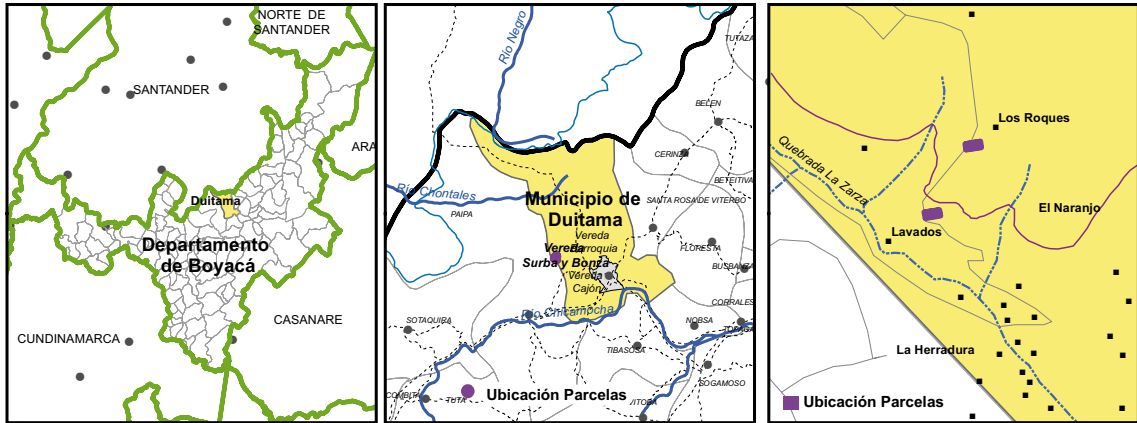 NORTE DE
SANTANDER
SANTANDER
ARA
Duitama
Departamento
de Boyacá
CASANARE
CUNDINAMARCA
Río Negro
TUTAZA
BELEN
CERINZA
BETEITIVA
Río Chontales
PAIPA
Municipio de
Duitama
SANTA ROSA DE VITERBO
Vereda
Barroquia
Vereda
Surba y Bonza
FLORESTA
BUSBANZA
Vereda
Cajón
CORRALES
Río Chicamocha
SOTAQUIRA
NOBSA
TOPAGA
TIBASOSA
SOGAMOSO
COMBITA
TUTA
Ubicación Parcelas
Los Roques
Quebrada La Zarza
El Naranjo
Lavados
La Herradura
Ubicación Parcelas